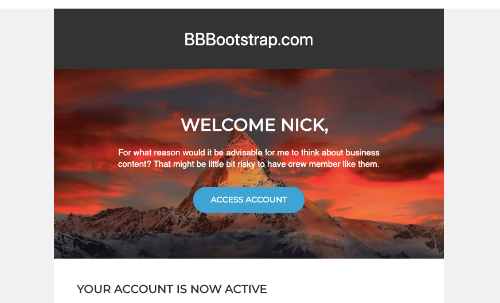 BBBootstrap.com
WELCOME NICK,
For what reason would it be advisable for me to think about business
content? That might be little bit risky to have crew member like them.
ACCESS ACCOUNT
YOUR ACCOUNT IS NOW ACTIVE